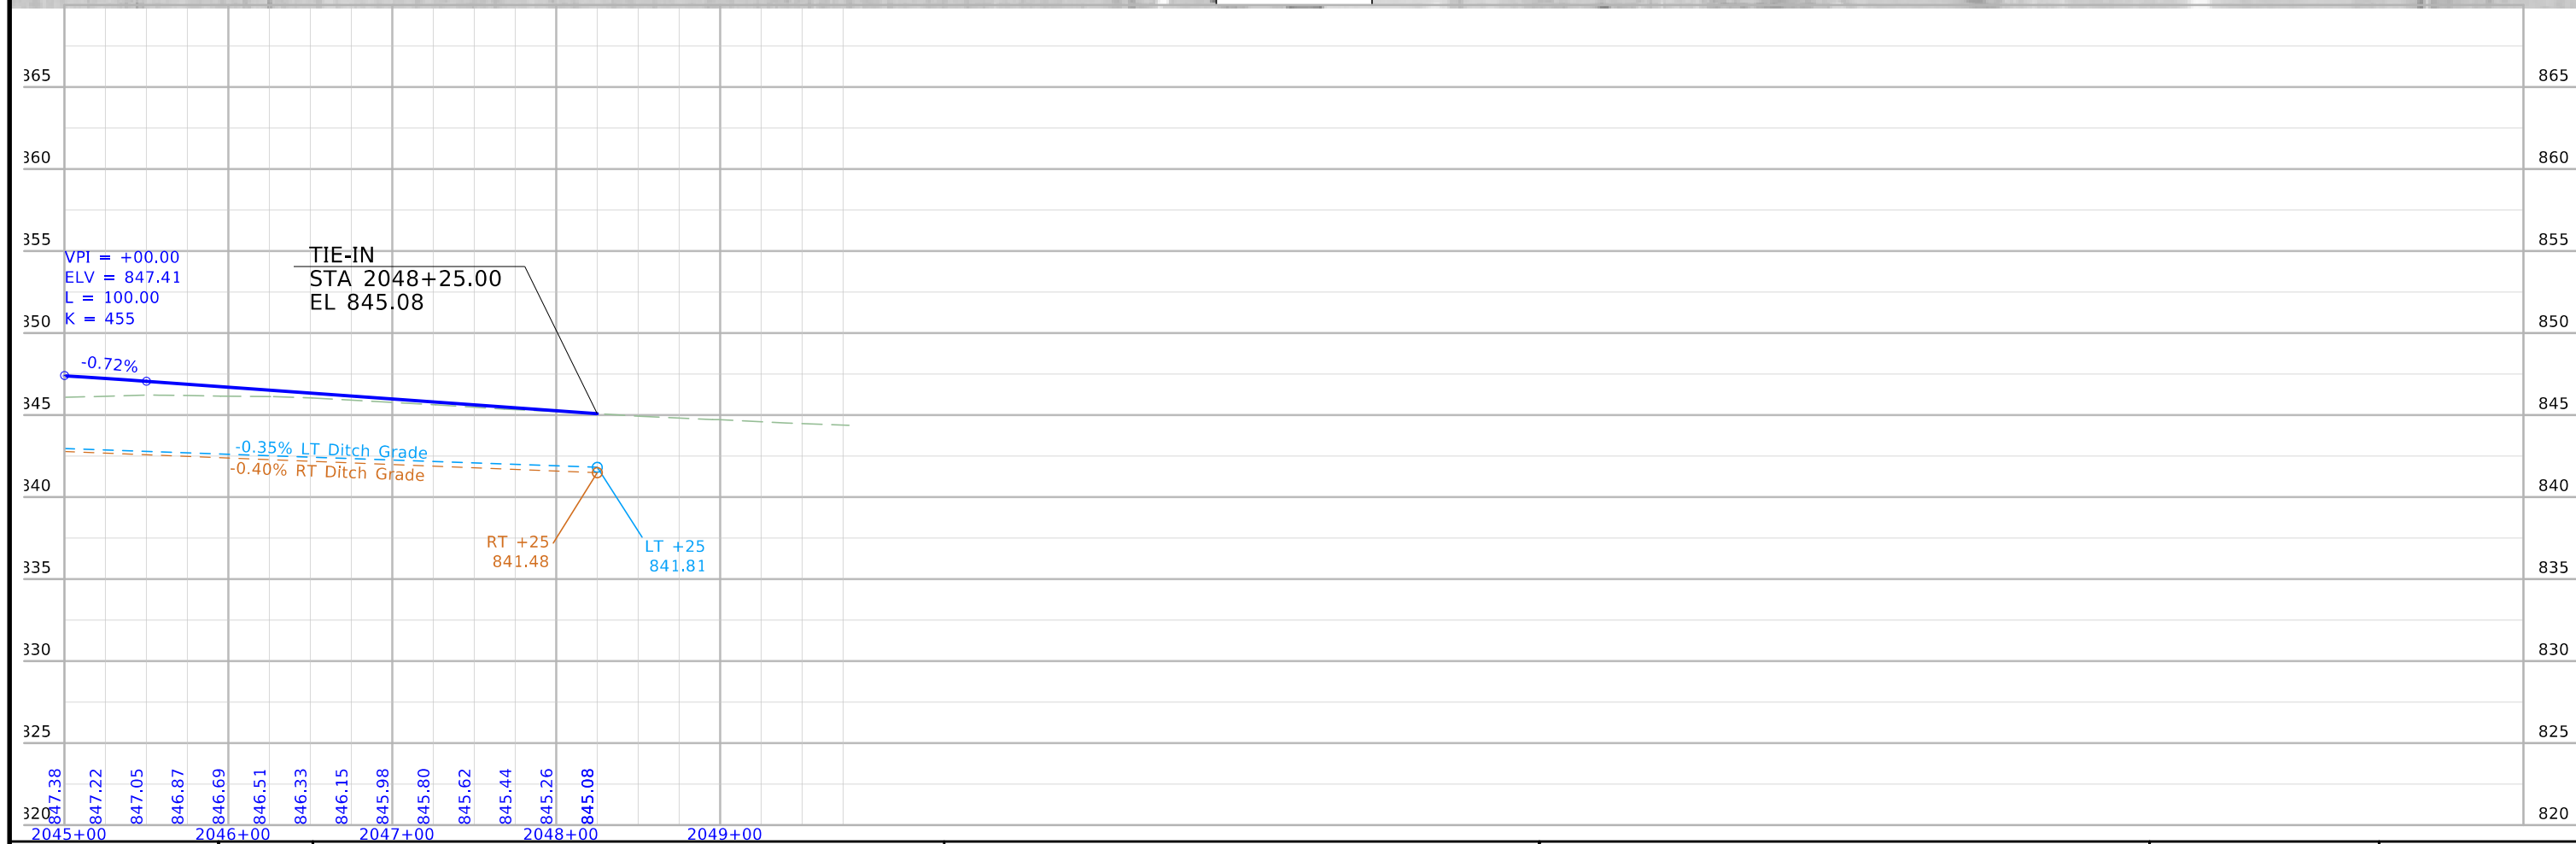 365 865
360 860
355 855
VPI = +00.00
ELV = 847.41
L = 100.00
K = 455
TIE-IN
STA 2048+25.00
EL 845.08
350 850
-0.72%
345 845
-0.35% LT Ditch Grade
-0.40% RT Ditch Grade
340 840
RT +25
841.48
LT +25
841.81
335 835
330 830
325 825
847.38 847.22 847.05 846.87 846.69 846.51 846.33 846.15 845.98 845.80 845.62 845.44 845.26 845.08
320 820
2045+00 2046+00 2047+00 2048+00 2049+00